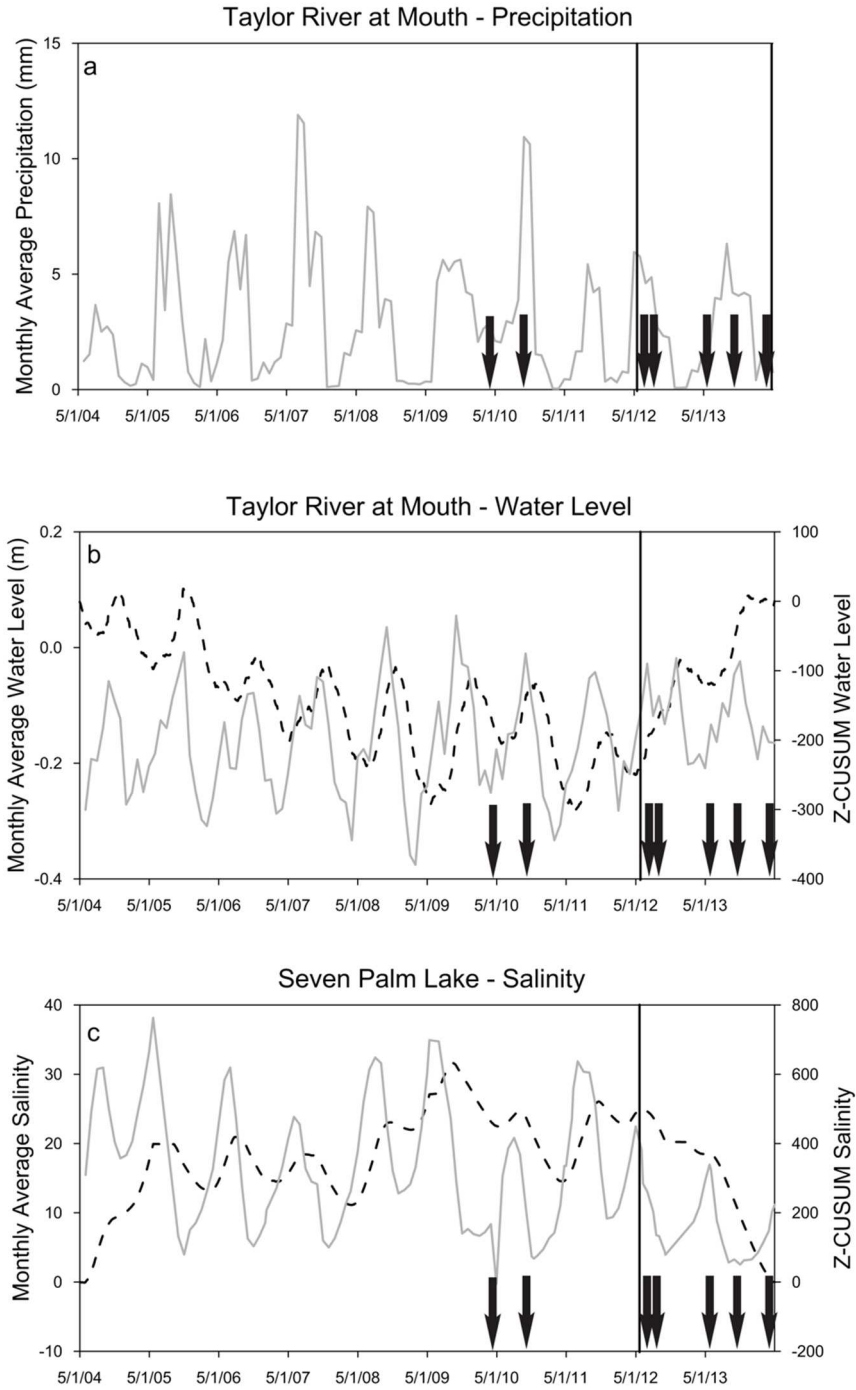 Taylor River at Mouth - Precipitation
15
a
10
5
0
Monthly Average Precipitation (mm)
5/1/04 5/1/05 5/1/06 5/1/07 5/1/08 5/1/09 5/1/10 5/1/11 5/1/12 5/1/13
Taylor River at Mouth - Water Level
0.2 100
b
0.0 0
-100
-0.2 -200
-300
-0.4 -400
Monthly Average Water Level (m)
Z-CUSUM Water Level
5/1/04 5/1/05 5/1/06 5/1/07 5/1/08 5/1/09 5/1/10 5/1/11 5/1/12 5/1/13
Seven Palm Lake - Salinity
40 800
c
30 600
20 400
10 200
0 0
-10 -200
Monthly Average Salinity
Z-CUSUM Salinity
5/1/04 5/1/05 5/1/06 5/1/07 5/1/08 5/1/09 5/1/10 5/1/11 5/1/12 5/1/13